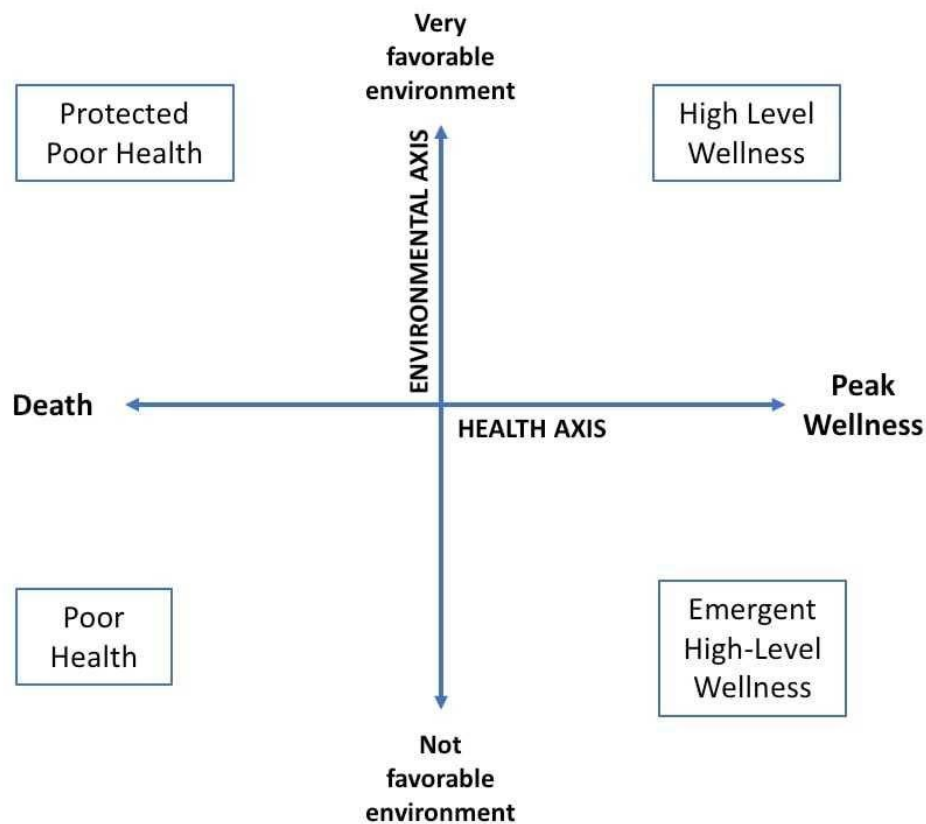 Very
favorable
environment
Protected
Poor Health
High Level
Wellness
ENVIRONMENTAL AXIS
Death
Peak
Wellness
HEALTH AXIS
Poor
Health
Emergent
High-Level
Wellness
Not
favorable
environment